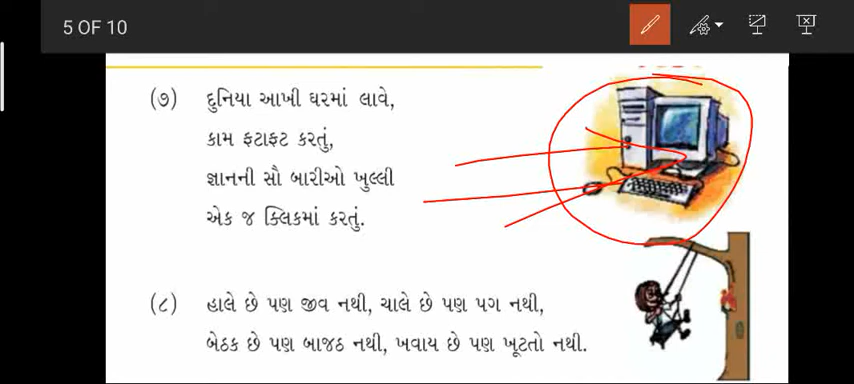 5 OF 10
(૭) દુનિયા આખી ઘરમાં લાવે,
કામ ફટાફટ કરતું,
જ્ઞાનની સૌ બારીઓ ખુલ્લી
એક જ ક્લિકમાં કરતું.
(૮) હાલે છે પણ જીવ નથી, ચાલે છે પણ પગ નથી,
બેઠક છે પણ બાજઠ નથી, ખવાય છે પણ ખૂટતો નથી.